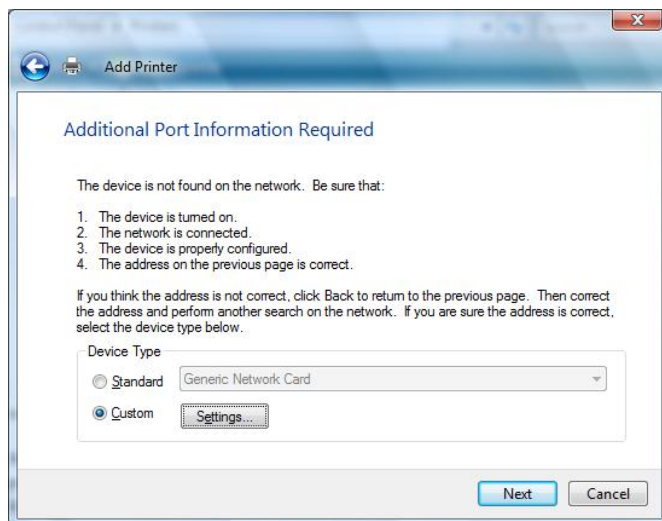 Add Printer
Additional Port Information Required
The device is not found on the network.  Be sure that:
1.  The device is turned on.
2.  The network is connected.
3.  The device is properly configured.
4.  The address on the previous page is correct.
If you think the address is not correct, click Back to return to the previous page.  Then correct
the address and perform another search on the network.  If you are sure the address is correct,
select the device type below.
Device Type
Standard Generic Network Card
Custom Settings...
Next Cancel